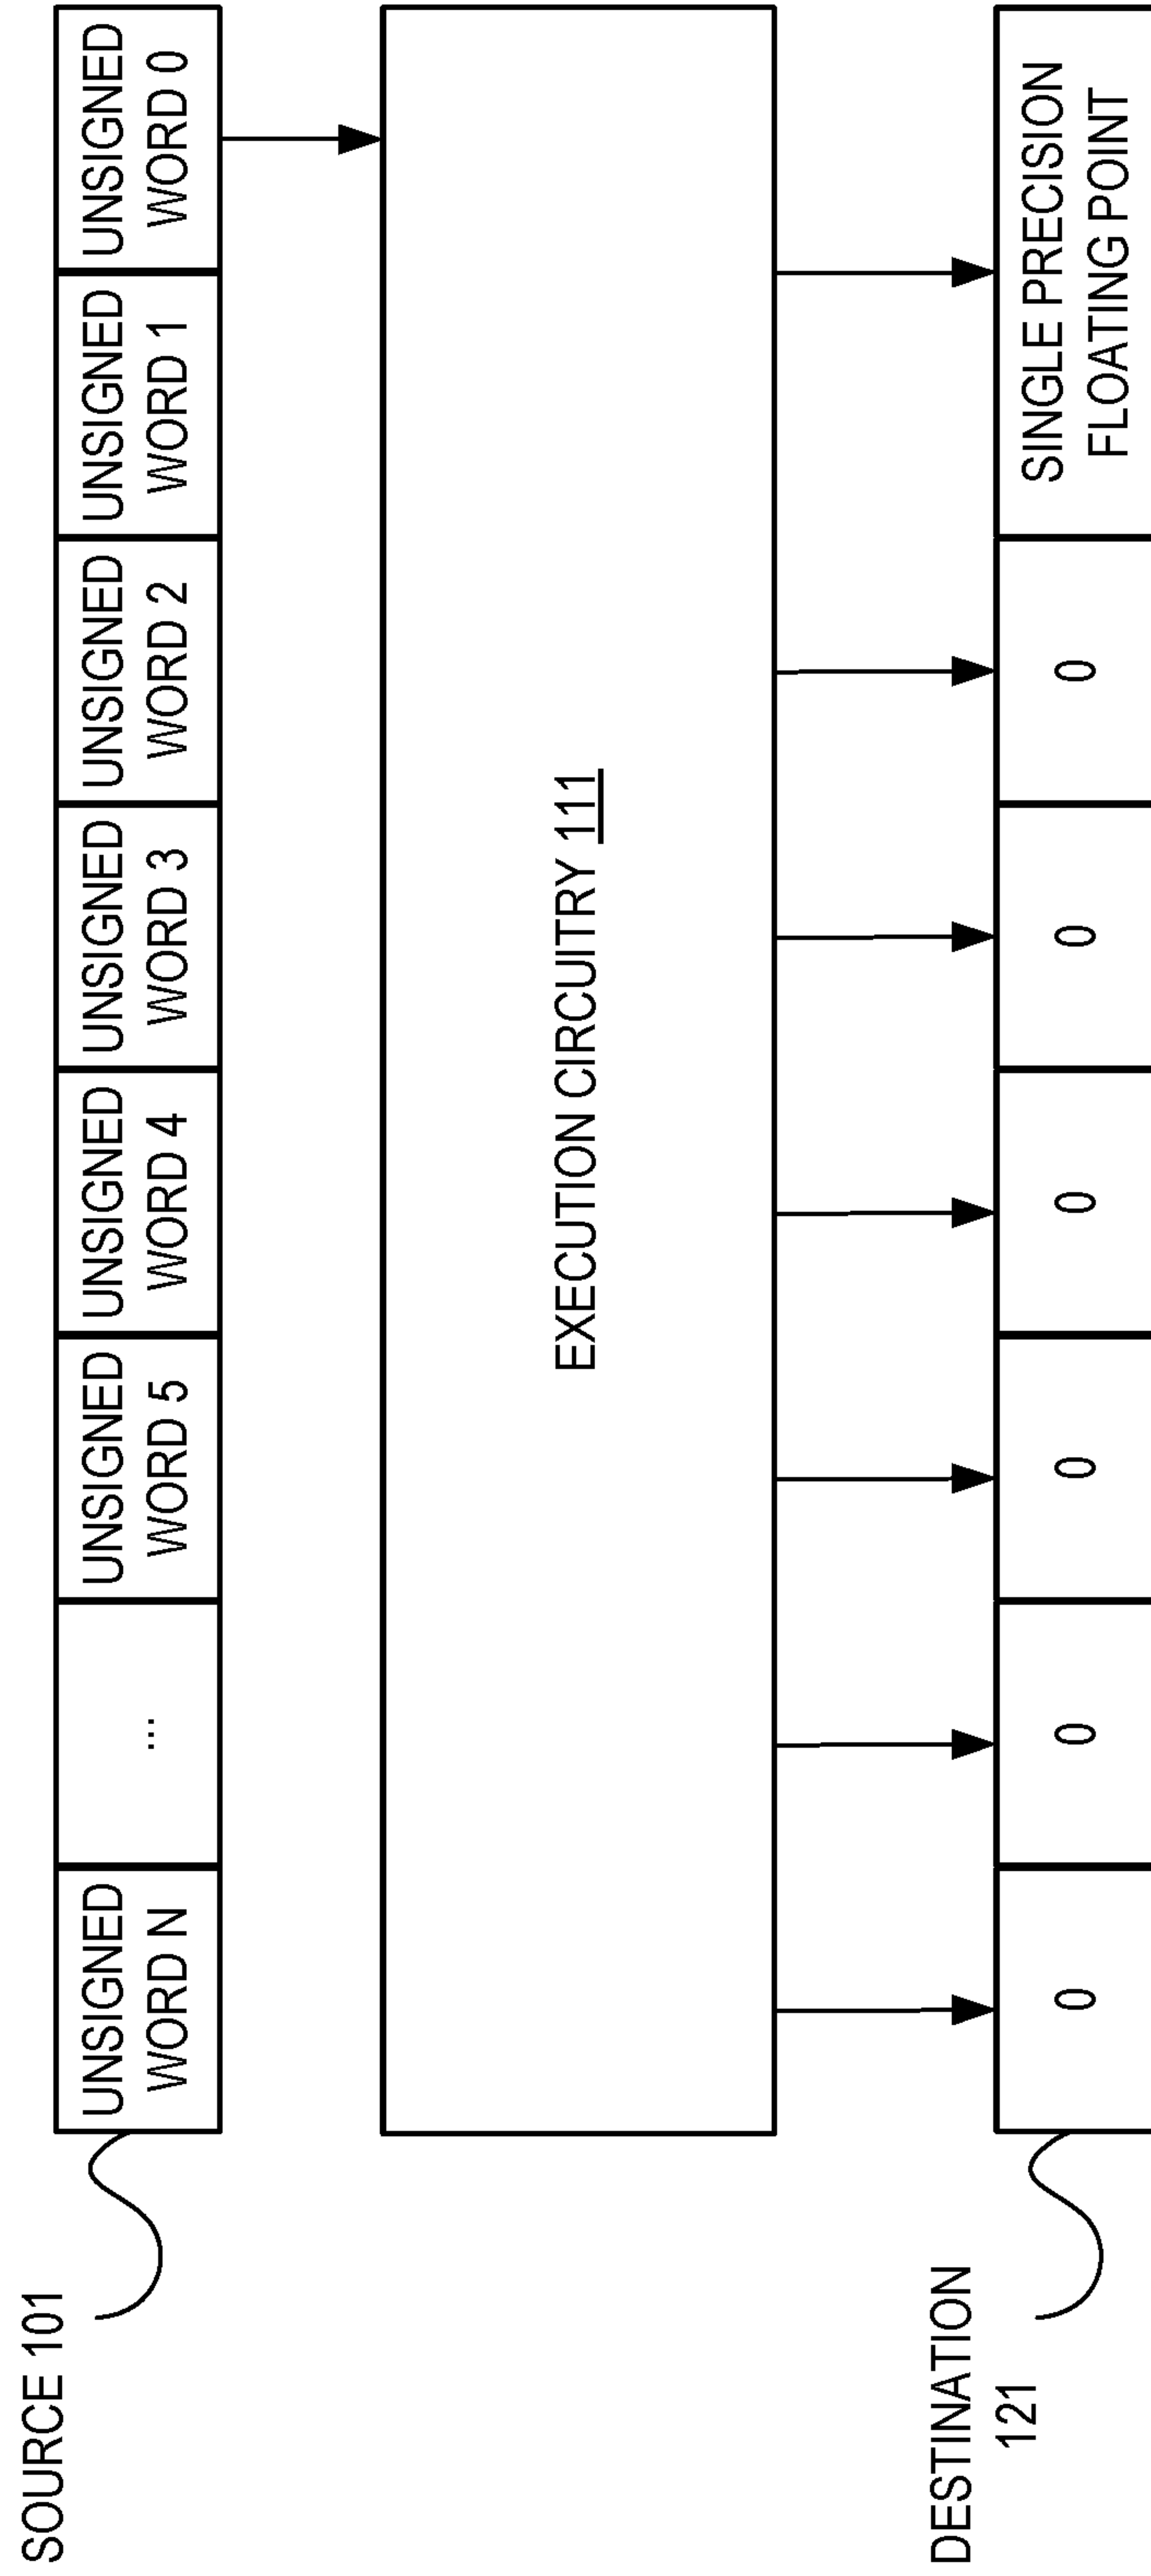 SOURCE 101
UNSIGNED
WORD N
...
UNSIGNED
WORD 5
UNSIGNED
WORD 4
UNSIGNED
WORD 3
UNSIGNED
WORD 2
UNSIGNED
WORD 1
UNSIGNED
WORD 0
EXECUTION CIRCUITRY 111
DESTINATION
121
0
0
0
0
0
0
SINGLE PRECISION
FLOATING POINT